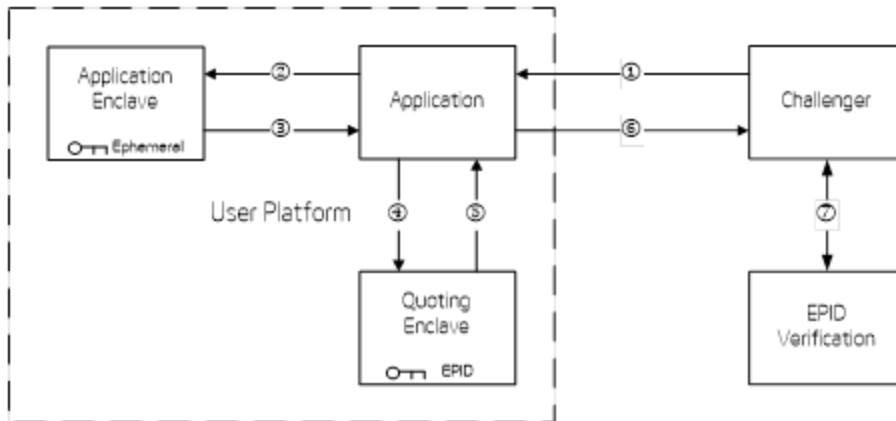 Application
Enclave
Ephemeral
②
③
Application
①
⑥
Challenger
User Platform
④
⑤
⑦
Quoting
Enclave
EPID
EPID
Verification